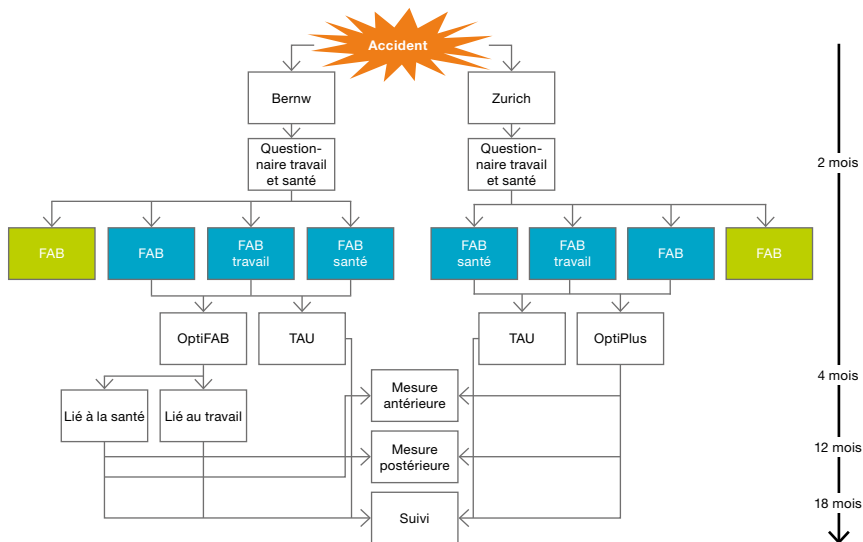 Accident
Bernw
Zurich
Question-
naire travail
et santé
Question-
naire travail
et santé
2 mois
FAB
FAB
FAB
travail
FAB
santé
FAB
santé
FAB
travail
FAB
FAB
OptiFAB
TAU
TAU
OptiPlus
4 mois
Lié à la santé
Lié au travail
Mesure
antérieure
Mesure
postérieure
12 mois
Suivi
18 mois